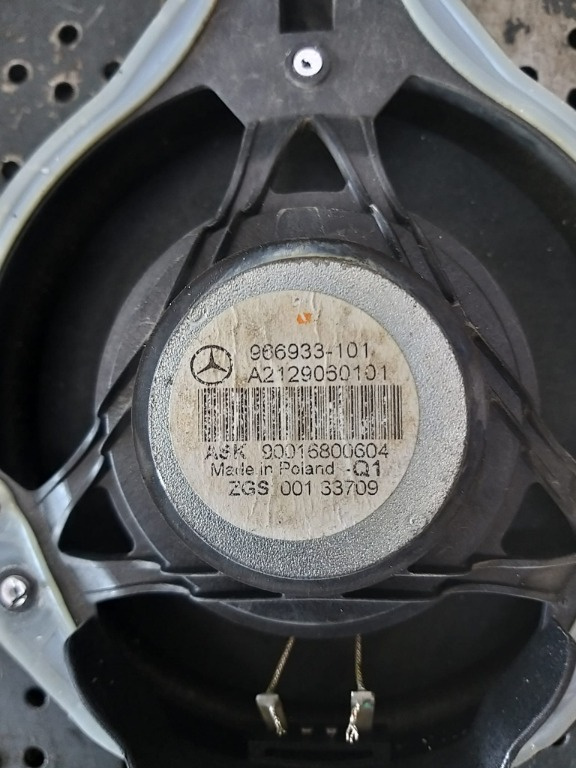 966933-101
A2129060101
ASK 90016800604
Made in Poland -Q1
ZGS 001 33709